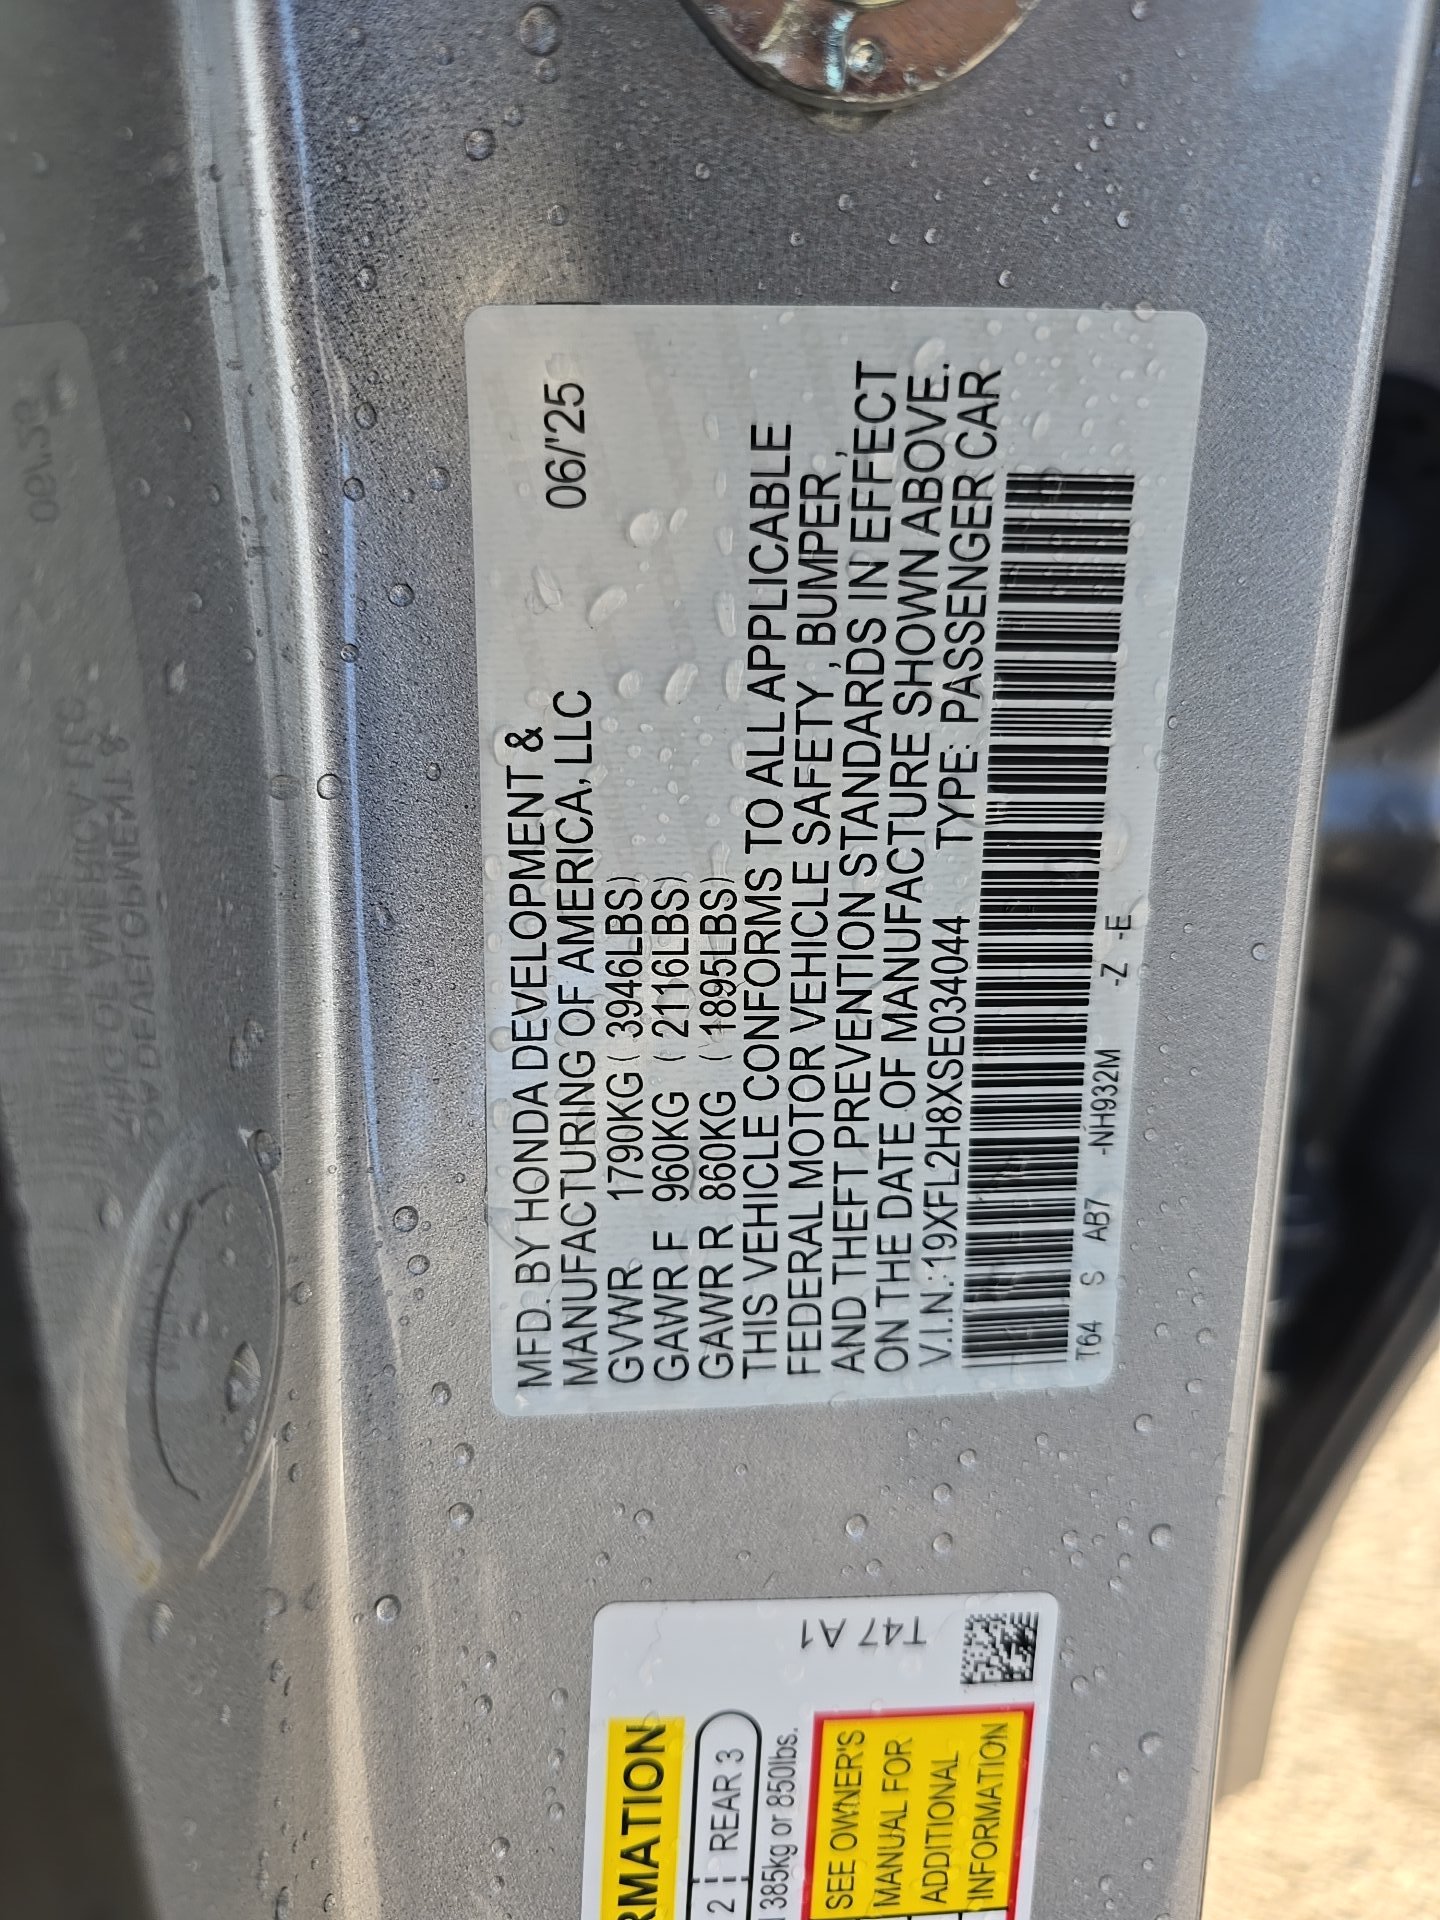 MFD. BY HONDA DEVELOPMENT &
MANUFACTURING OF AMERICA, LLC 06/'25
GVWR 1790KG ( 3946LBS)
GAWR F 960KG ( 2116LBS)
GAWR R 860KG ( 1895LBS)
THIS VEHICLE CONFORMS TO ALL APPLICABLE
FEDERAL MOTOR VEHICLE SAFETY , BUMPER ,
AND THEFT PREVENTION STANDARDS IN EFFECT
ON THE DATE OF MANUFACTURE SHOWN ABOVE.
V.I.N.: 19XFL2H8XSE034044 TYPE: PASSENGER CAR
T64 S AB7 -NH932M -Z -E
RMATION
2 REAR 3
385kg or 850lbs.
SEE OWNER'S
MANUAL FOR
ADDITIONAL
INFORMATION
T47 A1